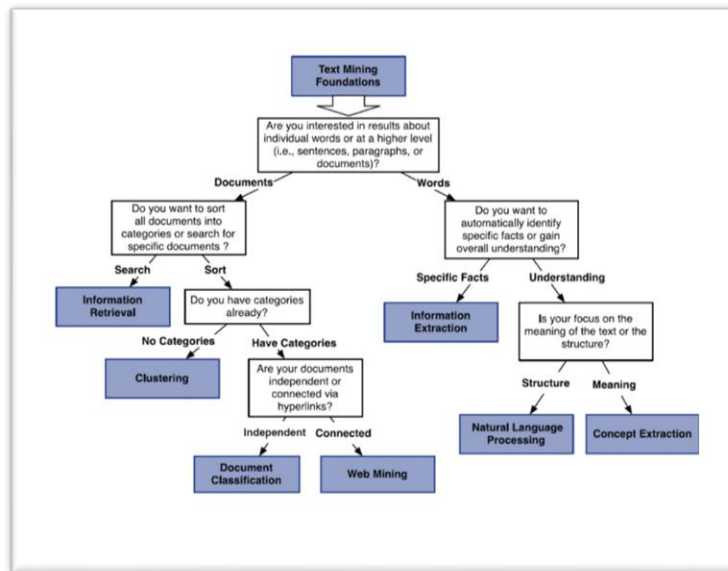 Text Mining
Foundations
Are you interested in results about
individual words or at a higher level
(i.e., sentences, paragraphs, or
documents)?
Documents
Words
Do you want to sort
all documents into
categories or search for
specific documents ?
Do you want to
automatically identify
specific facts or gain
overall understanding?
Search
Sort
Specific Facts
Understanding
Information
Retrieval
Do you have categories
already?
Information
Extraction
Is your focus on the
meaning of the text or the
structure?
No Categories
Have Categories
Clustering
Are your documents
independent or
connected via
hyperlinks?
Structure
Meaning
Independent
Connected
Natural Language
Processing
Concept Extraction
Document
Classification
Web Mining